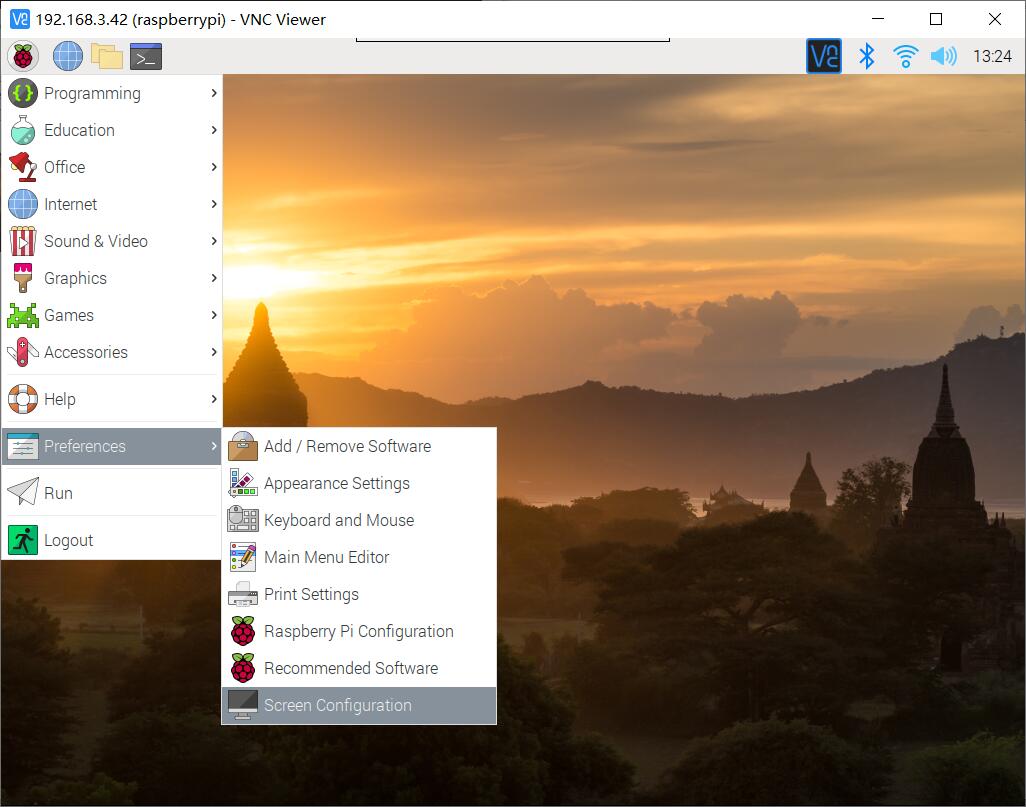 192.168.3.42 (raspberrypi) - VNC Viewer
13:24
Programming
Education
Office
Internet
Sound & Video
Graphics
Games
Accessories
Help
Preferences
Run
Logout
Add / Remove Software
Appearance Settings
Keyboard and Mouse
Main Menu Editor
Print Settings
Raspberry Pi Configuration
Recommended Software
Screen Configuration